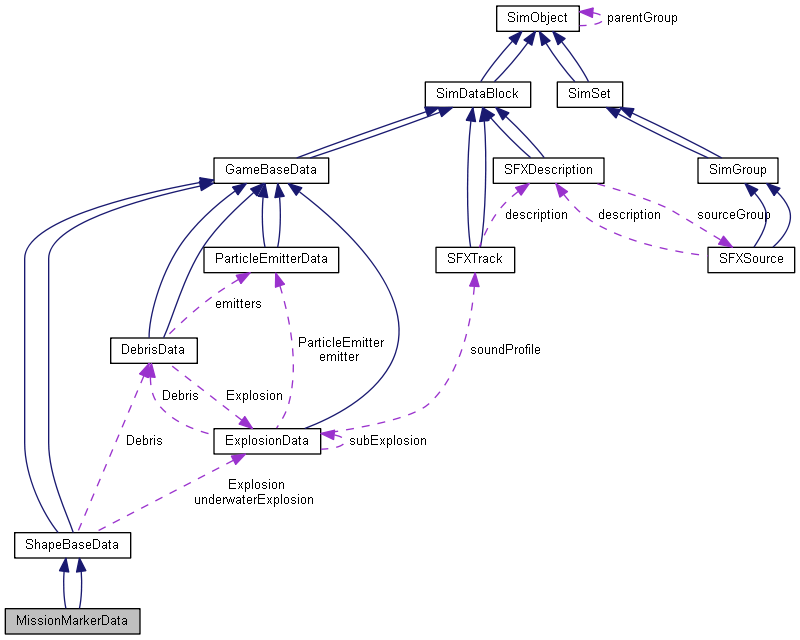 SimObject
parentGroup
SimDataBlock
SimSet
GameBaseData
SFXDescription
SimGroup
description
description
sourceGroup
ParticleEmitterData
SFXTrack
SFXSource
emitters
ParticleEmitter
emitter
DebrisData
soundProfile
Debris
Explosion
Debris
ExplosionData
subExplosion
Explosion
underwaterExplosion
ShapeBaseData
MissionMarkerData